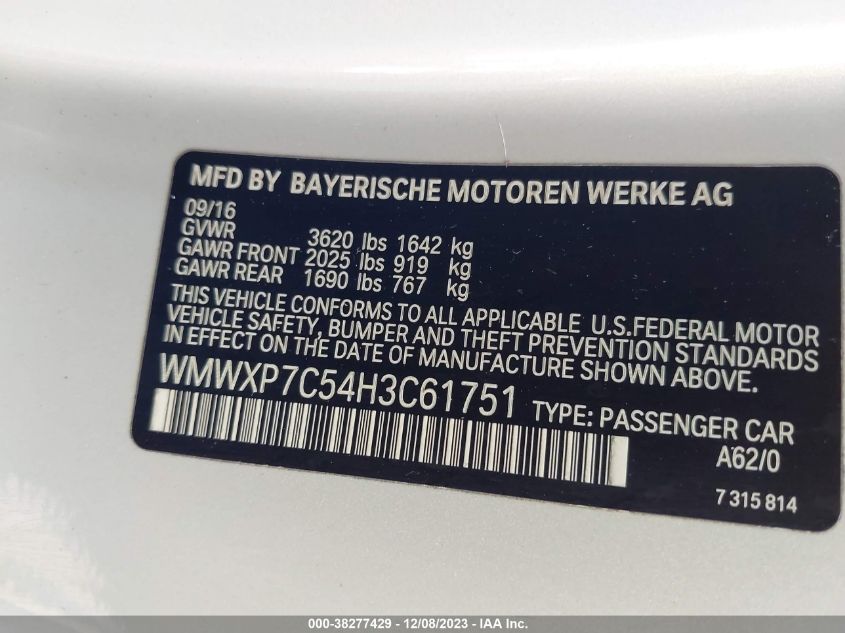 MFD BY BAYERISCHE MOTOREN WERKE AG
09/16
GVWR 3620 lbs 1642 kg
GAWR FRONT 2025 lbs 919 kg
GAWR REAR 1690 lbs 767 kg
THIS VEHICLE CONFORMS TO ALL APPLICABLE U.S.FEDERAL MOTOR
VEHICLE SAFETY, BUMPER AND THEFT PREVENTION STANDARDS
IN EFFECT ON THE DATE OF MANUFACTURE SHOWN ABOVE.
WMWXP7C54H3C61751 TYPE: PASSENGER CAR
A62/0
7 315 814
000-38277429 - 12/08/2023 - IAA Inc.